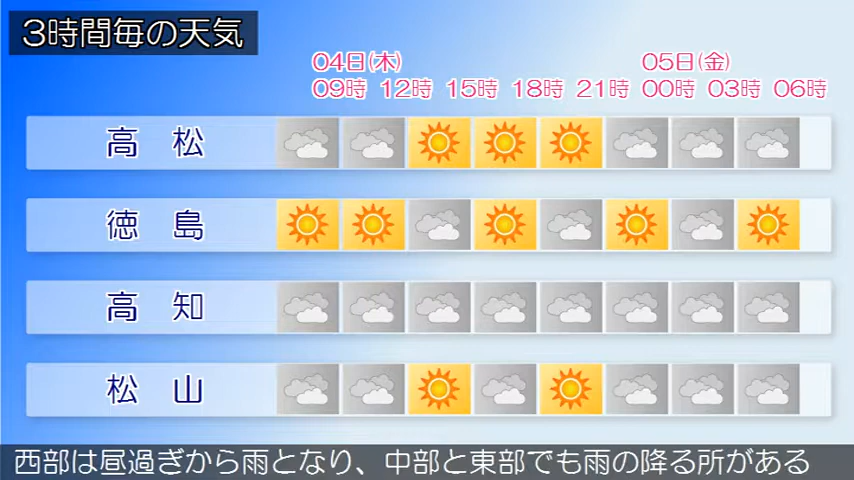 3時間毎の天気
04日(木) 05日(金)
09時 12時 15時 18時 21時 00時 03時 06時
高 松
徳 島
高 知
松 山
西部は昼過ぎから雨となり、中部と東部でも雨の降る所がある